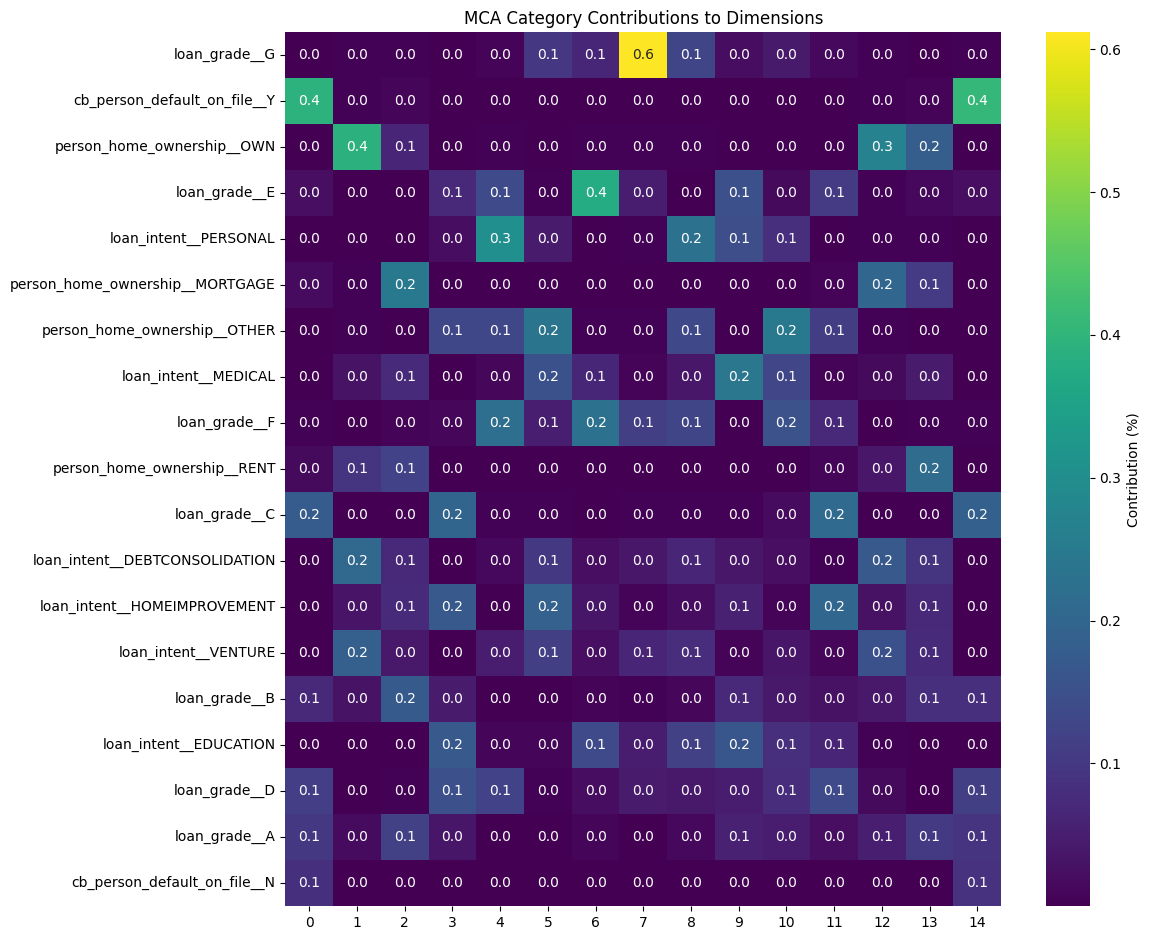 MCA Category Contributions to Dimensions
loan_grade__G 0.0 0.0 0.0 0.0 0.0 0.1 0.1 0.6 0.1 0.0 0.0 0.0 0.0 0.0 0.0
cb_person_default_on_file__Y 0.4 0.0 0.0 0.0 0.0 0.0 0.0 0.0 0.0 0.0 0.0 0.0 0.0 0.0 0.4
person_home_ownership__OWN 0.0 0.4 0.1 0.0 0.0 0.0 0.0 0.0 0.0 0.0 0.0 0.0 0.3 0.2 0.0
loan_grade__E 0.0 0.0 0.0 0.1 0.1 0.0 0.4 0.0 0.0 0.1 0.0 0.1 0.0 0.0 0.0
loan_intent__PERSONAL 0.0 0.0 0.0 0.0 0.3 0.0 0.0 0.0 0.2 0.1 0.1 0.0 0.0 0.0 0.0
person_home_ownership__MORTGAGE 0.0 0.0 0.2 0.0 0.0 0.0 0.0 0.0 0.0 0.0 0.0 0.0 0.2 0.1 0.0
person_home_ownership__OTHER 0.0 0.0 0.0 0.1 0.1 0.2 0.0 0.0 0.1 0.0 0.2 0.1 0.0 0.0 0.0
loan_intent__MEDICAL 0.0 0.0 0.1 0.0 0.0 0.2 0.1 0.0 0.0 0.2 0.1 0.0 0.0 0.0 0.0
loan_grade__F 0.0 0.0 0.0 0.0 0.2 0.1 0.2 0.1 0.1 0.0 0.2 0.1 0.0 0.0 0.0
person_home_ownership__RENT 0.0 0.1 0.1 0.0 0.0 0.0 0.0 0.0 0.0 0.0 0.0 0.0 0.0 0.2 0.0
loan_grade__C 0.2 0.0 0.0 0.2 0.0 0.0 0.0 0.0 0.0 0.0 0.0 0.2 0.0 0.0 0.2
loan_intent__DEBTCONSOLIDATION 0.0 0.2 0.1 0.0 0.0 0.1 0.0 0.0 0.1 0.0 0.0 0.0 0.2 0.1 0.0
loan_intent__HOMEIMPROVEMENT 0.0 0.0 0.1 0.2 0.0 0.2 0.0 0.0 0.0 0.1 0.0 0.2 0.0 0.1 0.0
loan_intent__VENTURE 0.0 0.2 0.0 0.0 0.0 0.1 0.0 0.1 0.1 0.0 0.0 0.0 0.2 0.1 0.0
loan_grade__B 0.1 0.0 0.2 0.0 0.0 0.0 0.0 0.0 0.0 0.1 0.0 0.0 0.0 0.1 0.1
loan_intent__EDUCATION 0.0 0.0 0.0 0.2 0.0 0.0 0.1 0.0 0.1 0.2 0.1 0.1 0.0 0.0 0.0
loan_grade__D 0.1 0.0 0.0 0.1 0.1 0.0 0.0 0.0 0.0 0.0 0.1 0.1 0.0 0.0 0.1
loan_grade__A 0.1 0.0 0.1 0.0 0.0 0.0 0.0 0.0 0.0 0.1 0.0 0.0 0.1 0.1 0.1
cb_person_default_on_file__N 0.1 0.0 0.0 0.0 0.0 0.0 0.0 0.0 0.0 0.0 0.0 0.0 0.0 0.0 0.1
0 1 2 3 4 5 6 7 8 9 10 11 12 13 14
0.6
0.5
0.4
0.3
0.2
0.1
Contribution (%)